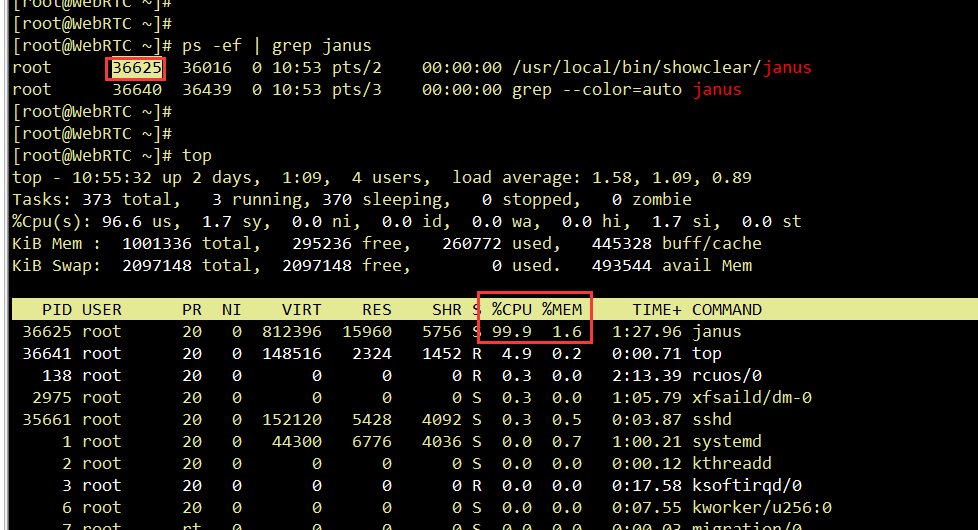 [root@WebRTC ~]#
[root@WebRTC ~]#
[root@WebRTC ~]# ps -ef | grep janus
root      36625  36016  0 10:53 pts/2    00:00:00 /usr/local/bin/showclear/janus
root      36640  36439  0 10:53 pts/3    00:00:00 grep --color=auto janus
[root@WebRTC ~]#
[root@WebRTC ~]#
[root@WebRTC ~]# top
top - 10:55:32 up 2 days,  1:09,  4 users,  load average: 1.58, 1.09, 0.89
Tasks: 373 total,   3 running, 370 sleeping,   0 stopped,   0 zombie
%Cpu(s): 96.6 us,  1.7 sy,  0.0 ni,  0.0 id,  0.0 wa,  0.0 hi,  1.7 si,  0.0 st
KiB Mem :  1001336 total,   295236 free,   260772 used,   445328 buff/cache
KiB Swap:  2097148 total,  2097148 free,        0 used.   493544 avail Mem
PID USER      PR  NI    VIRT    RES    SHR S %CPU %MEM     TIME+ COMMAND
36625 root      20   0  812396  15960   5756 S 99.9  1.6   1:27.96 janus
36641 root      20   0  148516   2324   1452 R  4.9  0.2   0:00.71 top
138 root      20   0       0      0      0 R  0.3  0.0   2:13.39 rcuos/0
2975 root      20   0       0      0      0 S  0.3  0.0   1:05.79 xfsaild/dm-0
35661 root      20   0  152120   5428   4092 S  0.3  0.5   0:03.87 sshd
1 root      20   0   44300   6776   4036 S  0.0  0.7   1:00.21 systemd
2 root      20   0       0      0      0 S  0.0  0.0   0:00.12 kthreadd
3 root      20   0       0      0      0 R  0.0  0.0   0:17.58 ksoftirqd/0
6 root      20   0       0      0      0 S  0.0  0.0   0:07.55 kworker/u256:0
7 root      rt   0       0      0      0 S  0.0  0.0   0:00.03 migration/0